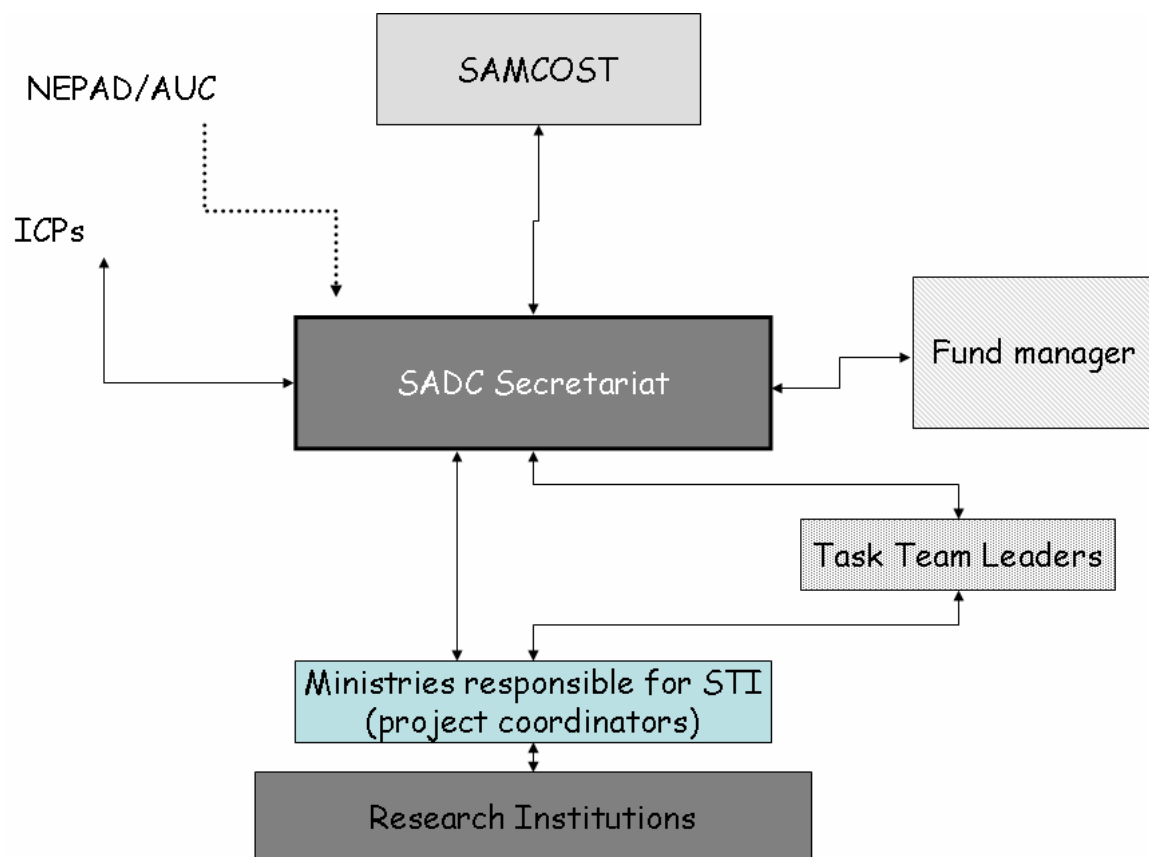 SAMCOST
NEPAD/AUC
ICPs
Fund manager
SADC Secretariat
Task Team Leaders
Ministries responsible for STI
(project coordinators)
Research Institutions